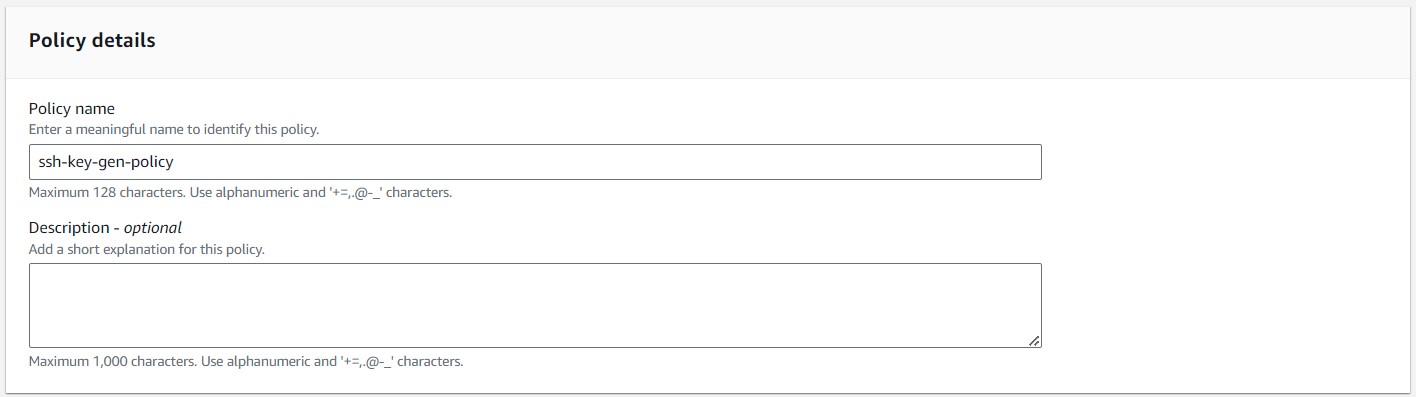 Policy details
Policy name
Enter a meaningful name to identify this policy.
ssh-key-gen-policy
Maximum 128 characters. Use alphanumeric and '+=,.@-_' characters.
Description - optional
Add a short explanation for this policy.
Maximum 1,000 characters. Use alphanumeric and '+=,.@-_' characters.